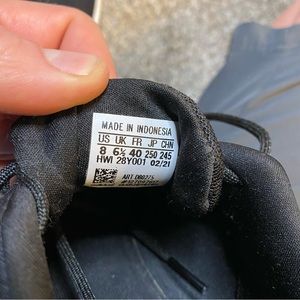 MADE IN INDONESIA
US UK FR JP CHN
8 6½ 40 250 245
HWI 28Y001 02/21